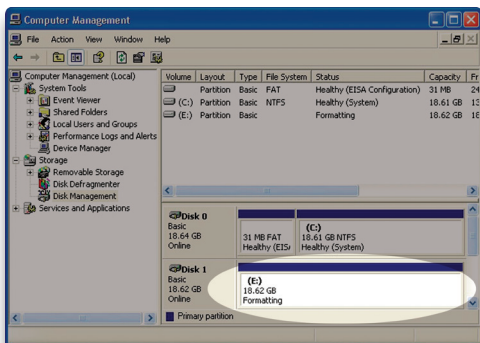 Computer Management
File Action View Window Help
Computer Management (Local)
System Tools
Event Viewer
Shared Folders
Local Users and Groups
Performance Logs and Alerts
Device Manager
Storage
Removable Storage
Disk Defragmenter
Disk Management
Services and Applications
Volume Layout Type File System Status Capacity Fr
Partition Basic FAT Healthy (EISA Configuration) 31 MB 24
(C:) Partition Basic NTFS Healthy (System) 18.61 GB 13
(E:) Partition Basic Formatting 18.62 GB 18
Disk 0
Basic
18.64 GB
Online
31 MB FAT
Healthy (EIS
(C:)
18.61 GB NTFS
Healthy (System)
Disk 1
Basic
18.62 GB
Online
(E:)
18.62 GB
Formatting
Primary partition